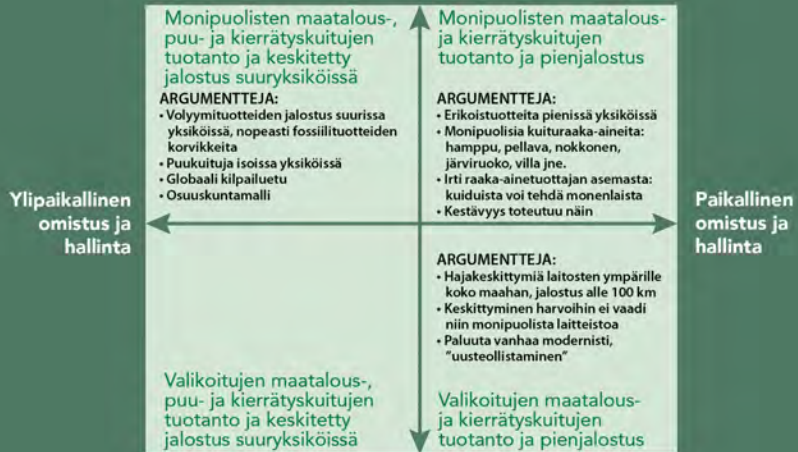 Monipuolisten maatalous-,
puu- ja kierrätyskuitujen
tuotanto ja keskitetty
jalostus suuryksiköissä
ARGUMENTTEJA:
• Volyymituotteiden jalostus suurissa
yksiköissä, nopeasti fossiilituotteiden
korvikkeita
• Puukuituja isoissa yksiköissä
• Globaali kilpailuetu
• Osuuskuntamalli
Monipuolisten maatalous-
ja kierrätyskuitujen
tuotanto ja pienjalostus
ARGUMENTTEJA:
• Erikoistuotteita pienissä yksiköissä
• Monipuolisia kuituraaka-aineita:
hamppu, pellava, nokkonen,
järviruoko, villa jne.
• Irti raaka-ainetuottajan asemasta:
kuiduista voi tehdä monenlaista
• Kestävyys toteutuu näin
Ylipaikallinen
omistus ja
hallinta
Paikallinen
omistus ja
hallinta
ARGUMENTTEJA:
• Hajakeskittymiä laitosten ympärille
koko maahan, jalostus alle 100 km
• Keskittyminen harvoihin ei vaadi
niin monipuolista laitteistoa
• Paluuta vanhaa modernisti,
"uusteollistaminen"
Valikoitujen maatalous-,
puu- ja kierrätyskuitujen
tuotanto ja keskitetty
jalostus suuryksiköissä
Valikoitujen maatalous-
ja kierrätyskuitujen
tuotanto ja pienjalostus